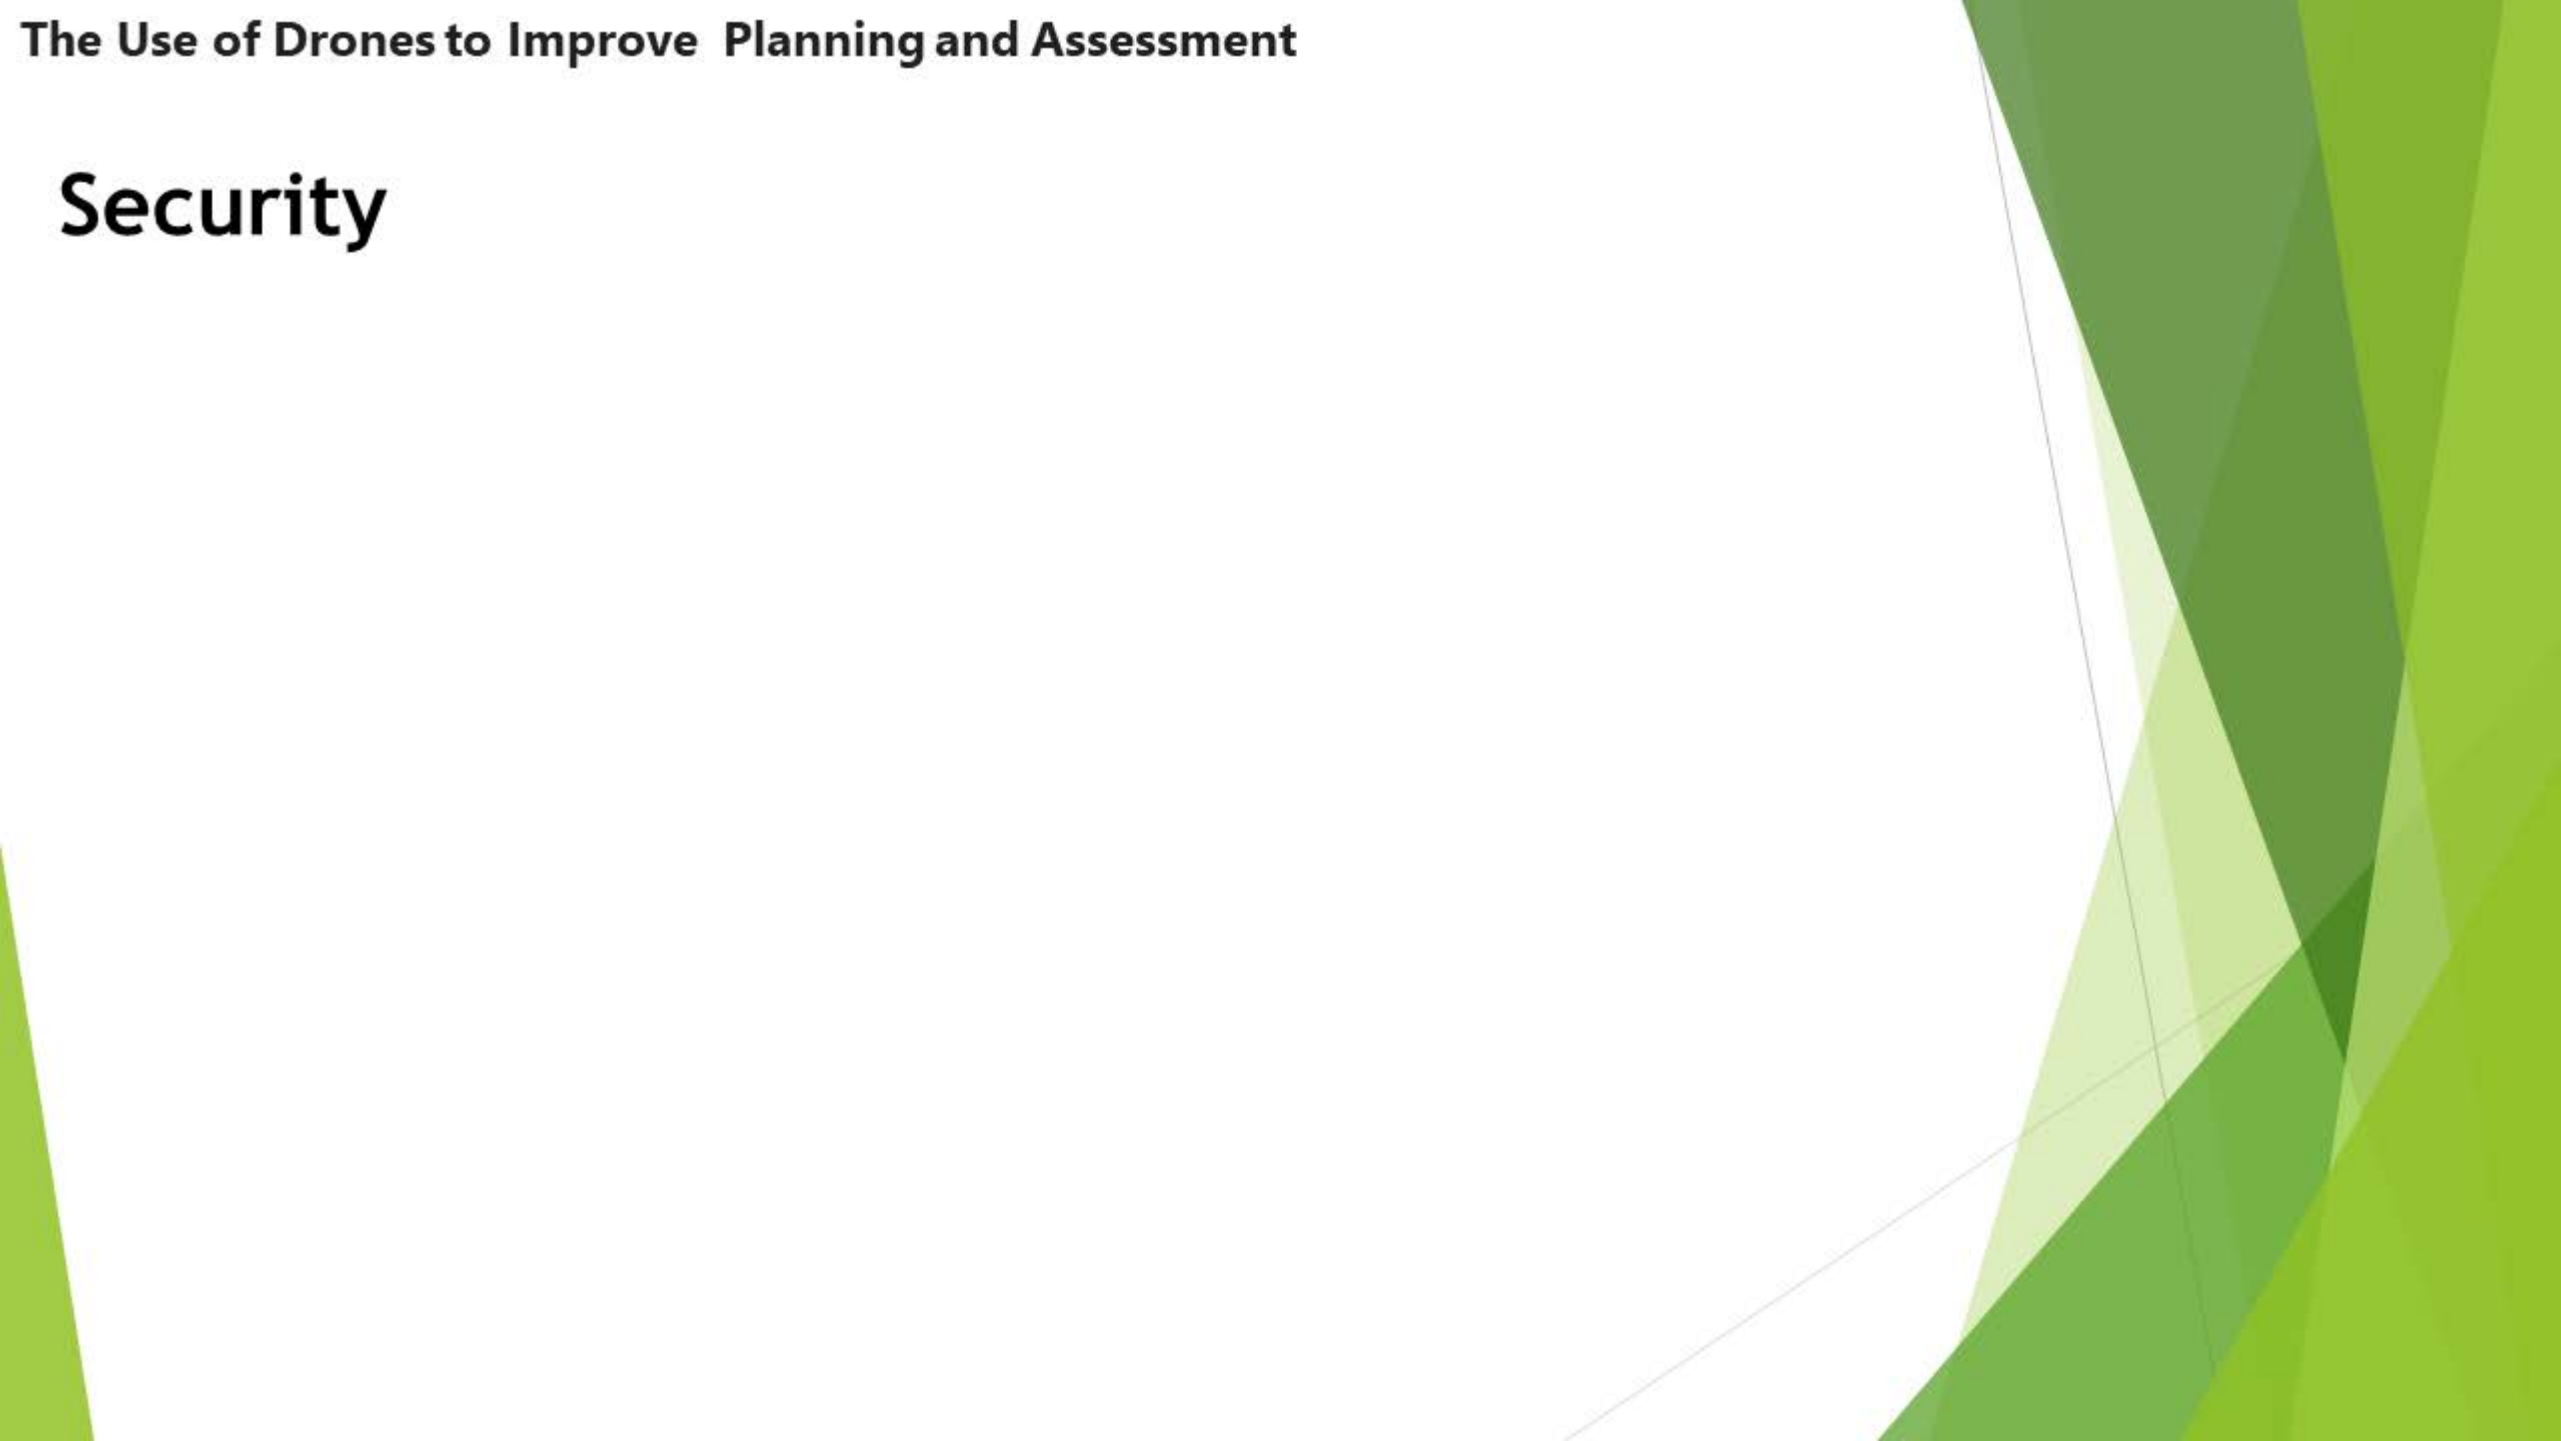 The Use of Drones to Improve  Planning and Assessment
Security